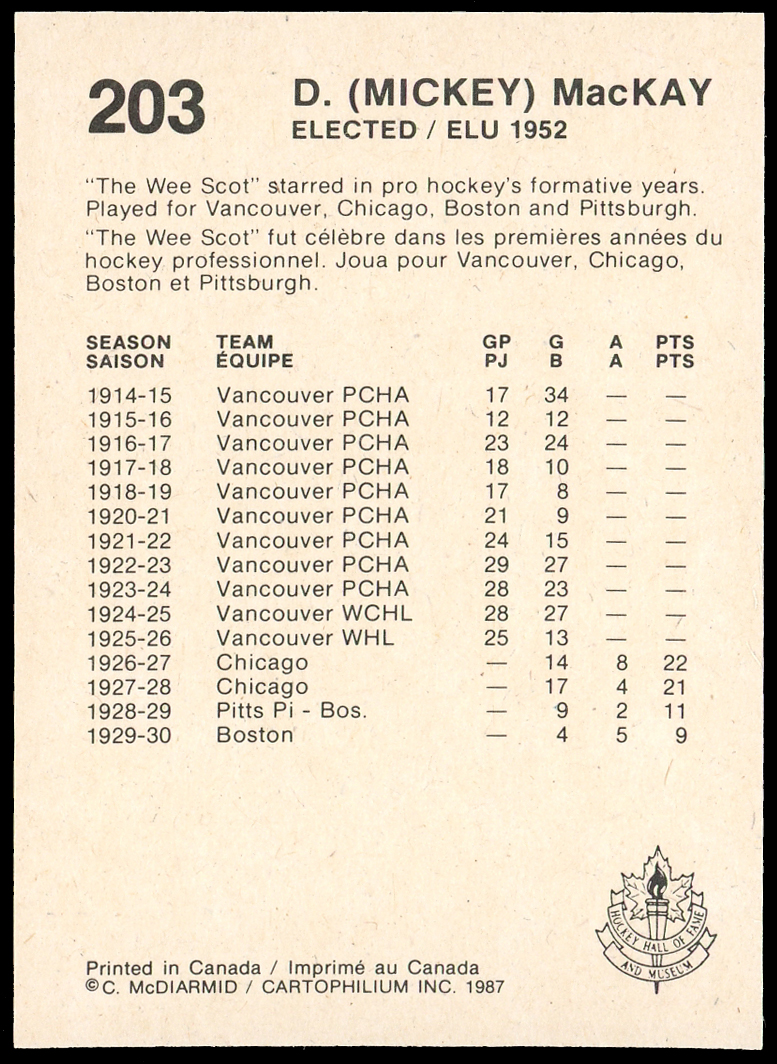 203
D. (MICKEY) MacKAY
ELECTED / ELU 1952
“The Wee Scot” starred in pro hockey’s formative years.
Played for Vancouver, Chicago, Boston and Pittsburgh.
“The Wee Scot” fut célèbre dans les premières années du
hockey professionnel. Joua pour Vancouver, Chicago,
Boston et Pittsburgh.
SEASON TEAM GP G A PTS
SAISON ÉQUIPE PJ B A PTS
1914-15 Vancouver PCHA 17 34 — —
1915-16 Vancouver PCHA 12 12 — —
1916-17 Vancouver PCHA 23 24 — —
1917-18 Vancouver PCHA 18 10 — —
1918-19 Vancouver PCHA 17 8 — —
1920-21 Vancouver PCHA 21 9 — —
1921-22 Vancouver PCHA 24 15 — —
1922-23 Vancouver PCHA 29 27 — —
1923-24 Vancouver PCHA 28 23 — —
1924-25 Vancouver WCHL 28 27 — —
1925-26 Vancouver WHL 25 13 — —
1926-27 Chicago — 14 8 22
1927-28 Chicago — 17 4 21
1928-29 Pitts Pi - Bos. — 9 2 11
1929-30 Boston — 4 5 9
HOCKEY HALL OF FAME
AND MUSEUM
Printed in Canada / Imprimé au Canada
©C. McDIARMID / CARTOPHILIUM INC. 1987